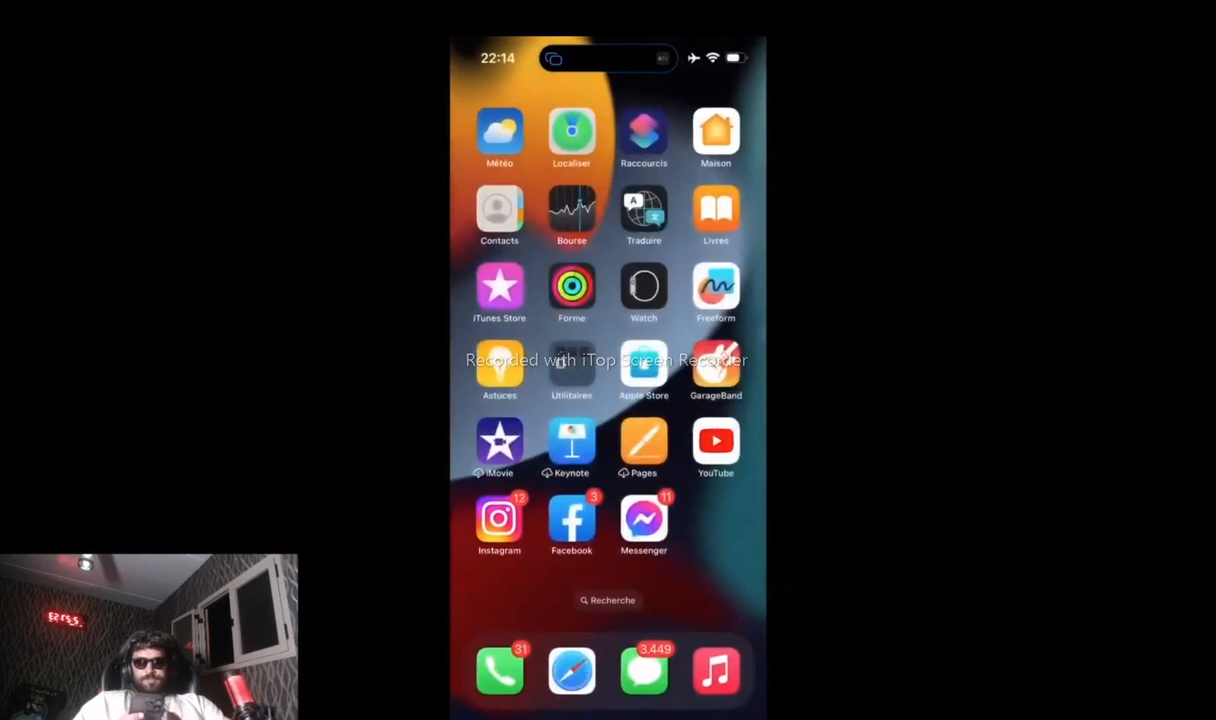 22:14
Météo Localiser Raccourcis Maison
Contacts Bourse Traduire Livres
iTunes Store Forme Watch Freeform
Recorded with iTop Screen Recorder
Astuces Utilitaires Apple Store GarageBand
iMovie Keynote Pages YouTube
12 3 11
Instagram Facebook Messenger
Recherche
31 3.449